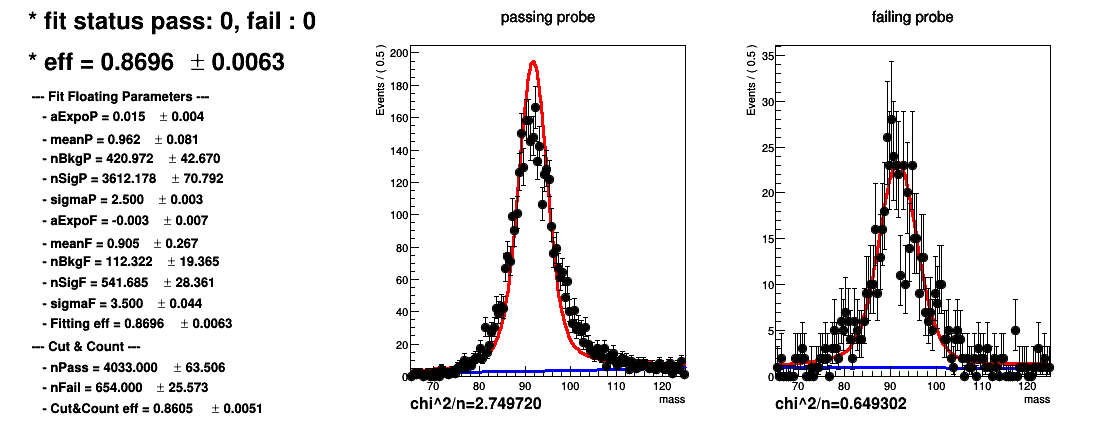 * fit status pass: 0, fail : 0
* eff = 0.8696 ± 0.0063
--- Fit Floating Parameters ---
- aExpoP = 0.015 ± 0.004
- meanP = 0.962 ± 0.081
- nBkgP = 420.972 ± 42.670
- nSigP = 3612.178 ± 70.792
- sigmaP = 2.500 ± 0.003
- aExpoF = -0.003 ± 0.007
- meanF = 0.905 ± 0.267
- nBkgF = 112.322 ± 19.365
- nSigF = 541.685 ± 28.361
- sigmaF = 3.500 ± 0.044
- Fitting eff = 0.8696 ± 0.0063
--- Cut & Count ---
- nPass = 4033.000 ± 63.506
- nFail = 654.000 ± 25.573
- Cut&Count eff = 0.8605 ± 0.0051
passing probe
Events / ( 0.5 )
200
180
160
140
120
100
80
60
40
20
0
70 80 90 100 110 120
mass
chi^2/n=2.749720
failing probe
Events / ( 0.5 )
35
30
25
20
15
10
5
0
70 80 90 100 110 120
mass
chi^2/n=0.649302